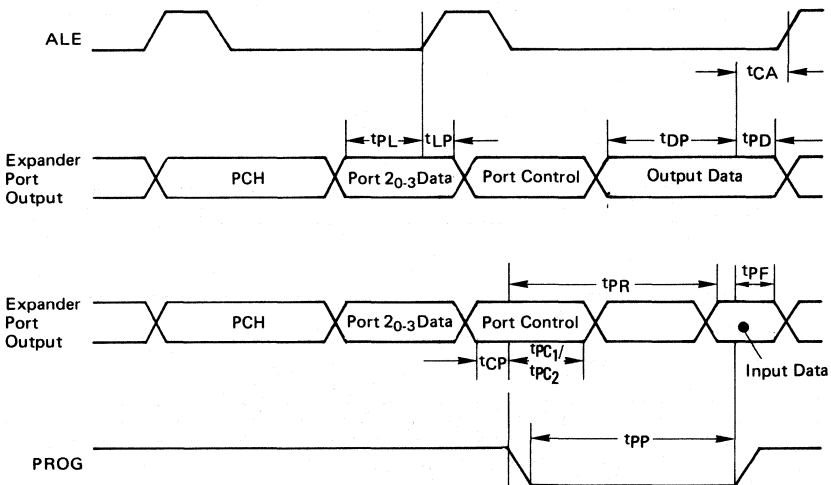 ALE
tCA
tPL
tLP
tDP
tPD
Expander
Port
Output
PCH
Port 20-3Data
Port Control
Output Data
tPR
tPF
Expander
Port
Output
PCH
Port 20-3Data
Port Control
tCP
tPC1/
tPC2
Input Data
tPP
PROG